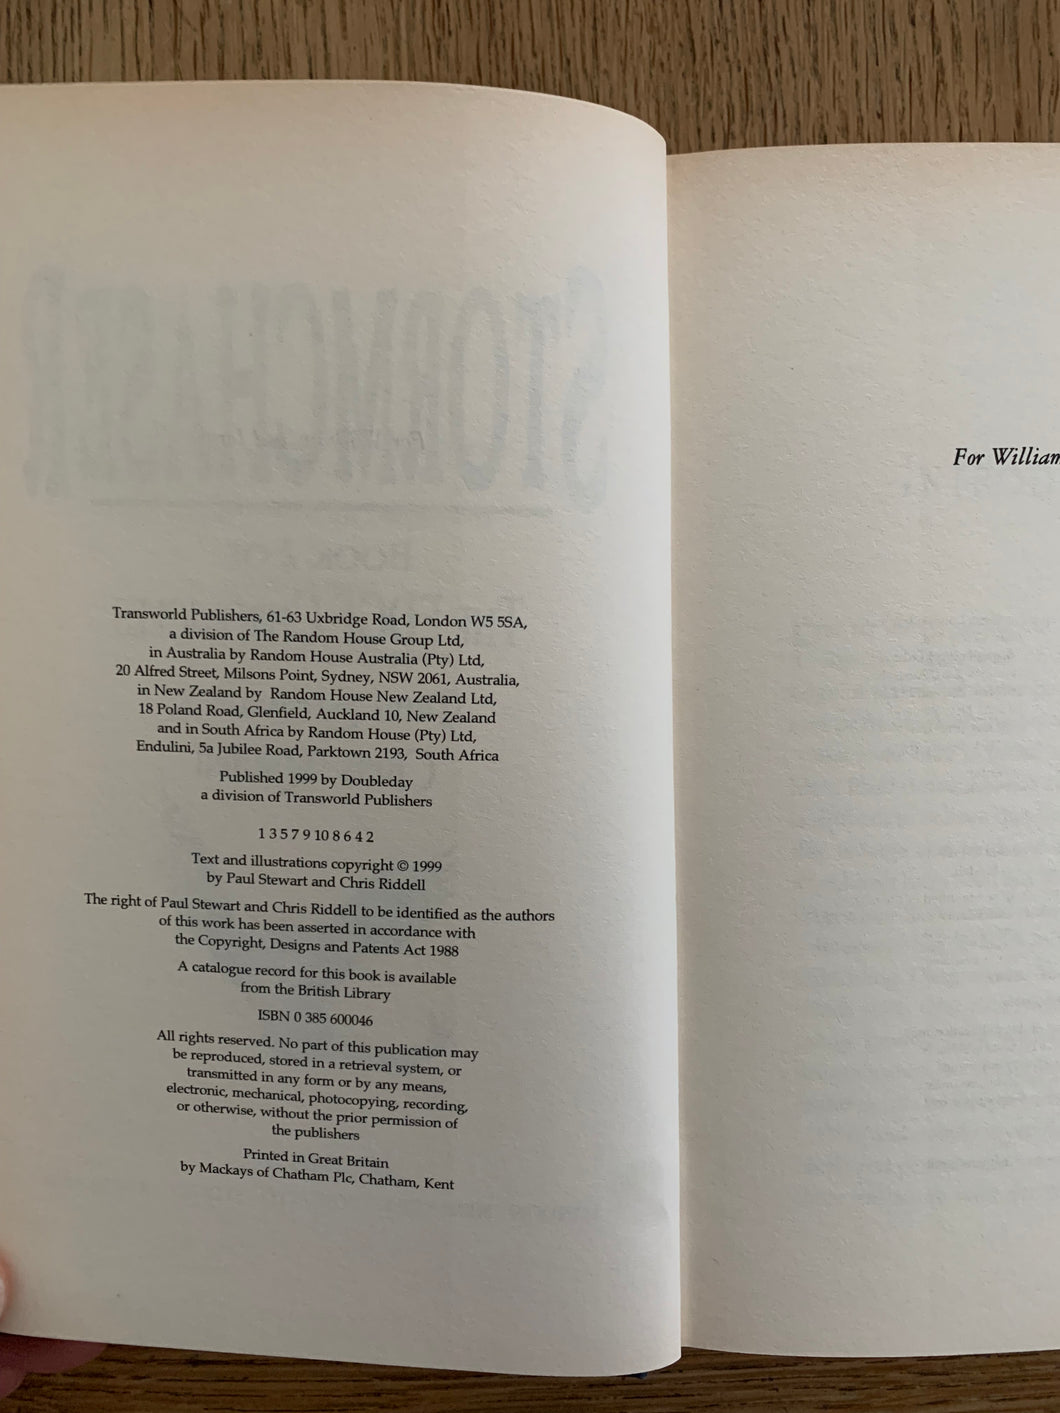 Transworld Publishers, 61-63 Uxbridge Road, London W5 5SA,
a division of The Random House Group Ltd,
in Australia by Random House Australia (Pty) Ltd,
20 Alfred Street, Milsons Point, Sydney, NSW 2061, Australia,
in New Zealand by Random House New Zealand Ltd,
18 Poland Road, Glenfield, Auckland 10, New Zealand
and in South Africa by Random House (Pty) Ltd,
Endulini, 5a Jubilee Road, Parktown 2193, South Africa
Published 1999 by Doubleday
a division of Transworld Publishers
1 3 5 7 9 10 8 6 4 2
Text and illustrations copyright © 1999
by Paul Stewart and Chris Riddell
The right of Paul Stewart and Chris Riddell to be identified as the authors
of this work has been asserted in accordance with
the Copyright, Designs and Patents Act 1988
A catalogue record for this book is available
from the British Library
ISBN 0 385 600046
All rights reserved. No part of this publication may
be reproduced, stored in a retrieval system, or
transmitted in any form or by any means,
electronic, mechanical, photocopying, recording,
or otherwise, without the prior permission of
the publishers
Printed in Great Britain
by Mackays of Chatham Plc, Chatham, Kent
For William
STORMCHASER
BOOK 2 OF